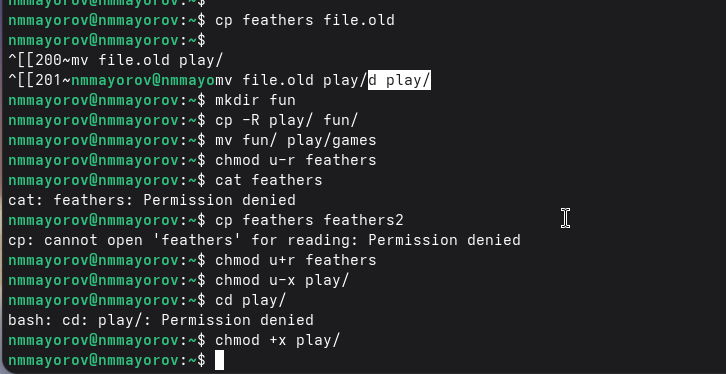 nmmayorov@nmmayorov:~$ cp feathers file.old
nmmayorov@nmmayorov:~$
^[[200~mv file.old play/
^[[201~nmmayorov@nmmayomv file.old play/d play/
nmmayorov@nmmayorov:~$ mkdir fun
nmmayorov@nmmayorov:~$ cp -R play/ fun/
nmmayorov@nmmayorov:~$ mv fun/ play/games
nmmayorov@nmmayorov:~$ chmod u-r feathers
nmmayorov@nmmayorov:~$ cat feathers
cat: feathers: Permission denied
nmmayorov@nmmayorov:~$ cp feathers feathers2
cp: cannot open 'feathers' for reading: Permission denied
nmmayorov@nmmayorov:~$ chmod u+r feathers
nmmayorov@nmmayorov:~$ chmod u-x play/
nmmayorov@nmmayorov:~$ cd play/
bash: cd: play/: Permission denied
nmmayorov@nmmayorov:~$ chmod +x play/
nmmayorov@nmmayorov:~$